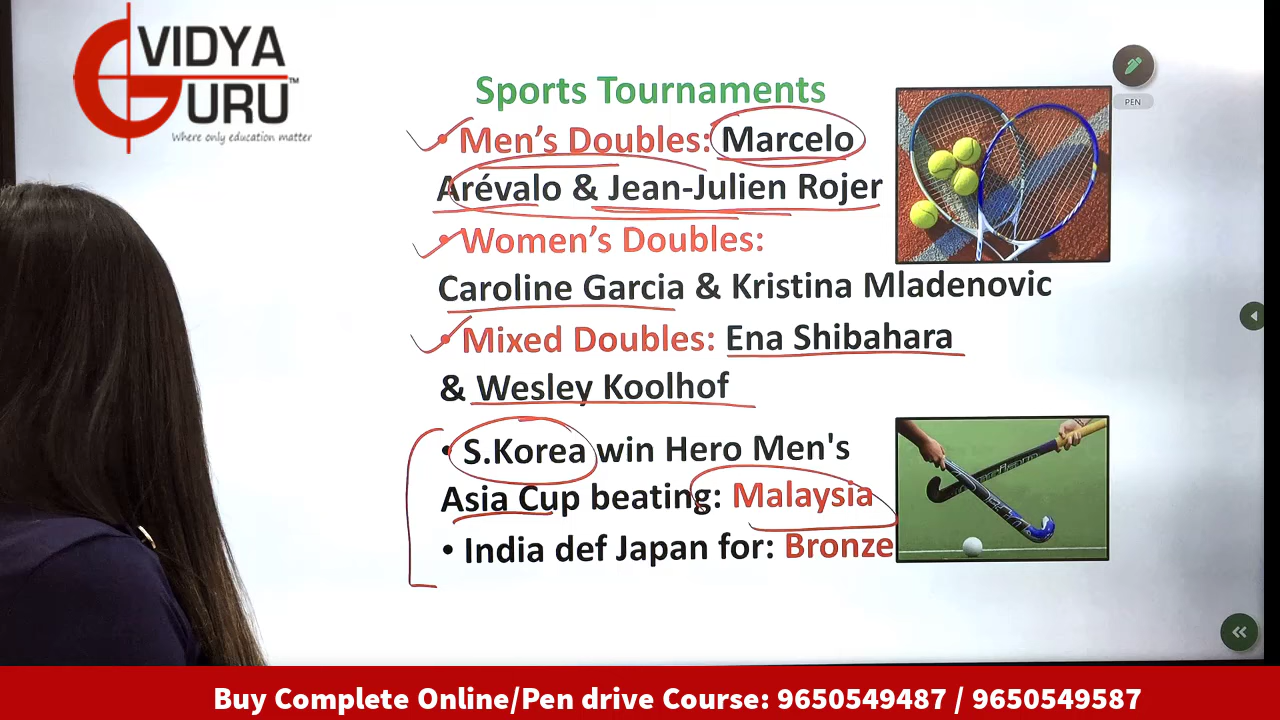 VIDYA
GURU™
Where only education matter
Sports Tournaments
PEN
• Men's Doubles: Marcelo
Arévalo & Jean-Julien Rojer
• Women's Doubles:
Caroline Garcia & Kristina Mladenovic
• Mixed Doubles: Ena Shibahara
& Wesley Koolhof
• S.Korea win Hero Men's
Asia Cup beating: Malaysia
• India def Japan for: Bronze
Buy Complete Online/Pen drive Course: 9650549487 / 9650549587